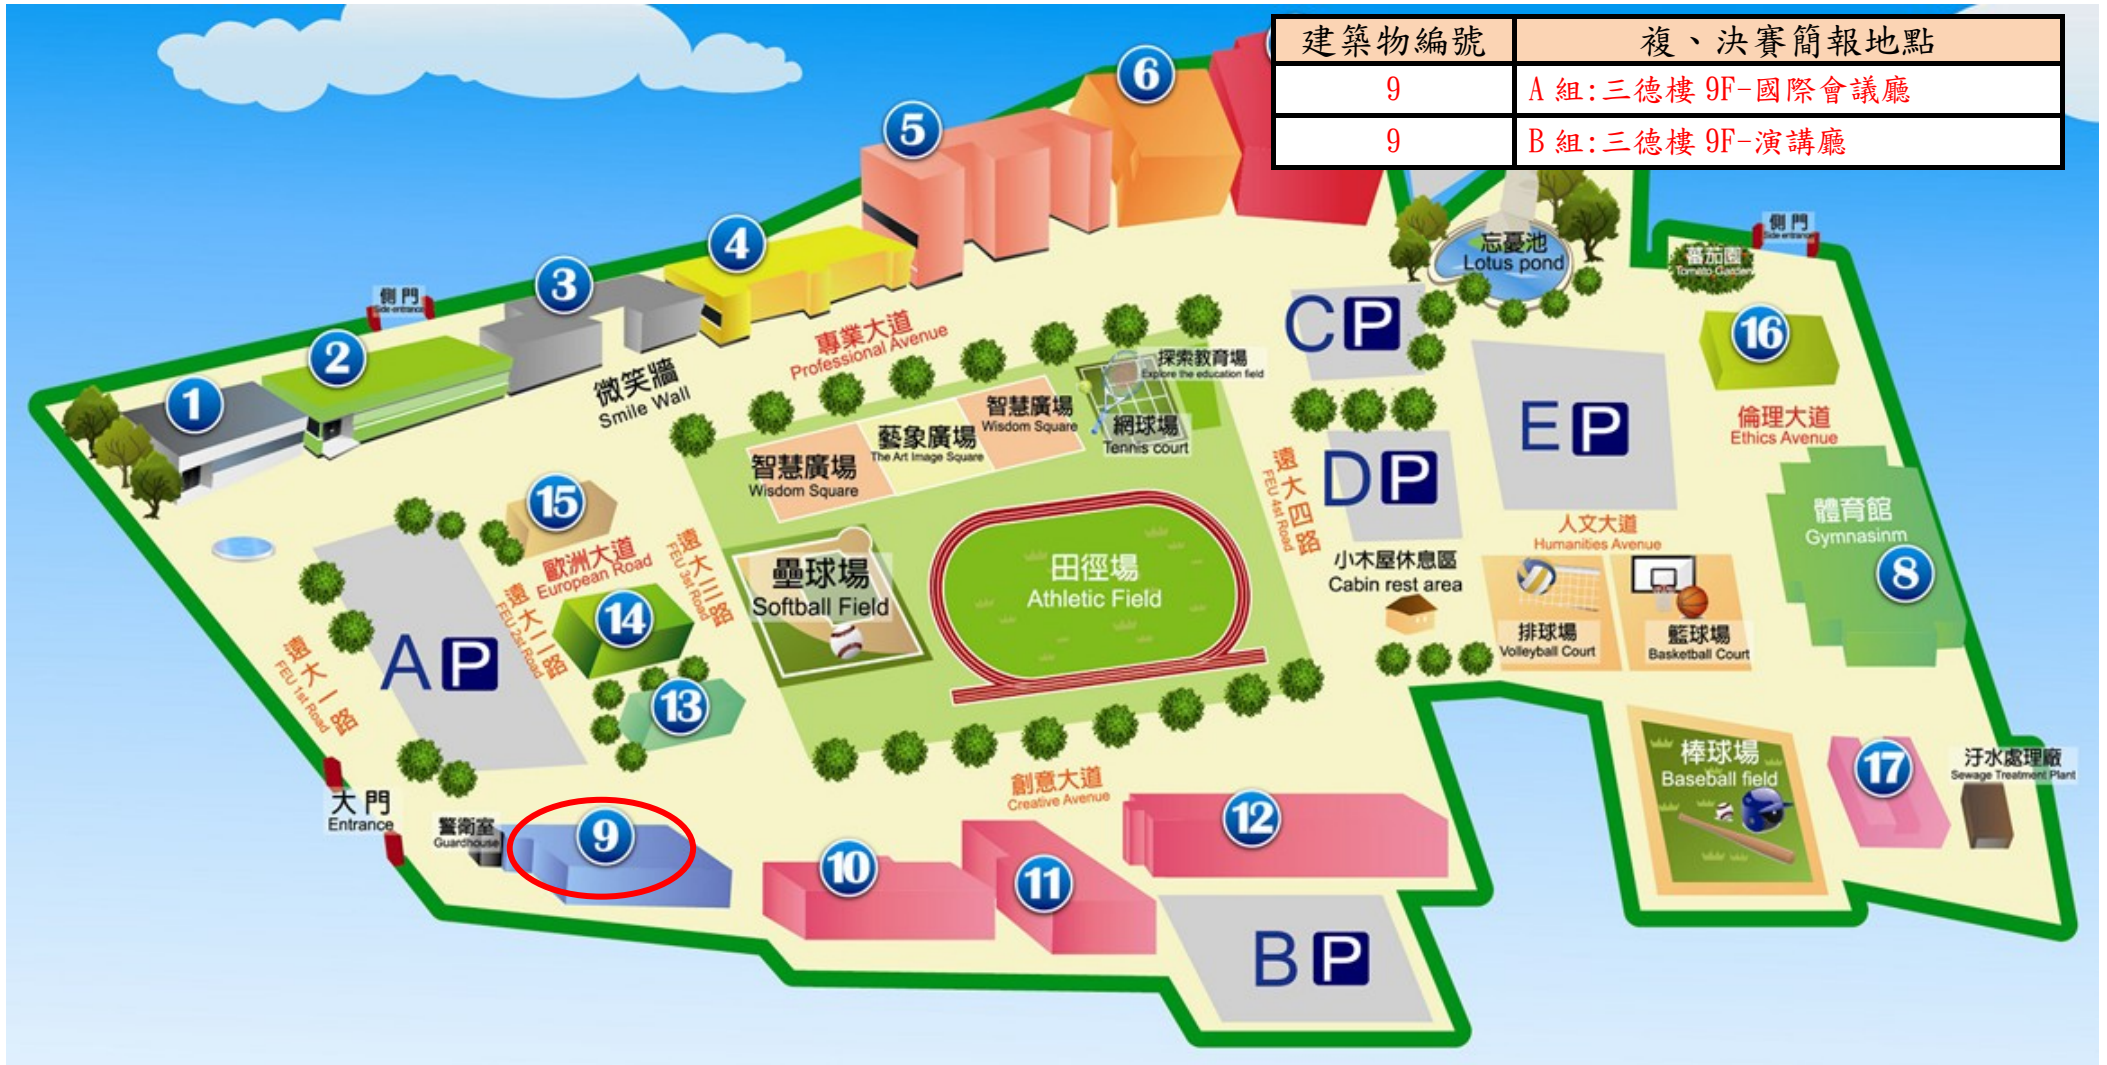 建築物編號 複、決賽簡報地點
9 A 組:三德樓 9F-國際會議廳
9 B 組:三德樓 9F-演講廳
6
5
4
3
2
1
側門
Side entrance
側門
Side entrance
忘憂池
Lotus pond
蕃茄園
Tomato Garden
16
倫理大道
Ethics Avenue
專業大道
Professional Avenue
微笑牆
Smile Wall
C P
探索教育場
Explore the education field
網球場
Tennis court
智慧廣場
Wisdom Square
藝象廣場
The Art Image Square
智慧廣場
Wisdom Square
D P
E P
遠大四路
FEU 4st Road
體育館
Gymnasinm
8
人文大道
Humanities Avenue
15
歐洲大道
European Road
遠大三路
FEU 3st Road
遠大二路
FEU 2st Road
14
13
A P
遠大一路
FEU 1st Road
壘球場
Softball Field
田徑場
Athletic Field
小木屋休息區
Cabin rest area
排球場
Volleyball Court
籃球場
Basketball Court
棒球場
Baseball field
17
汙水處理廠
Sewage Treatment Plant
創意大道
Creative Avenue
大門
Entrance
警衛室
Guardhouse
9
10
11
12
B P